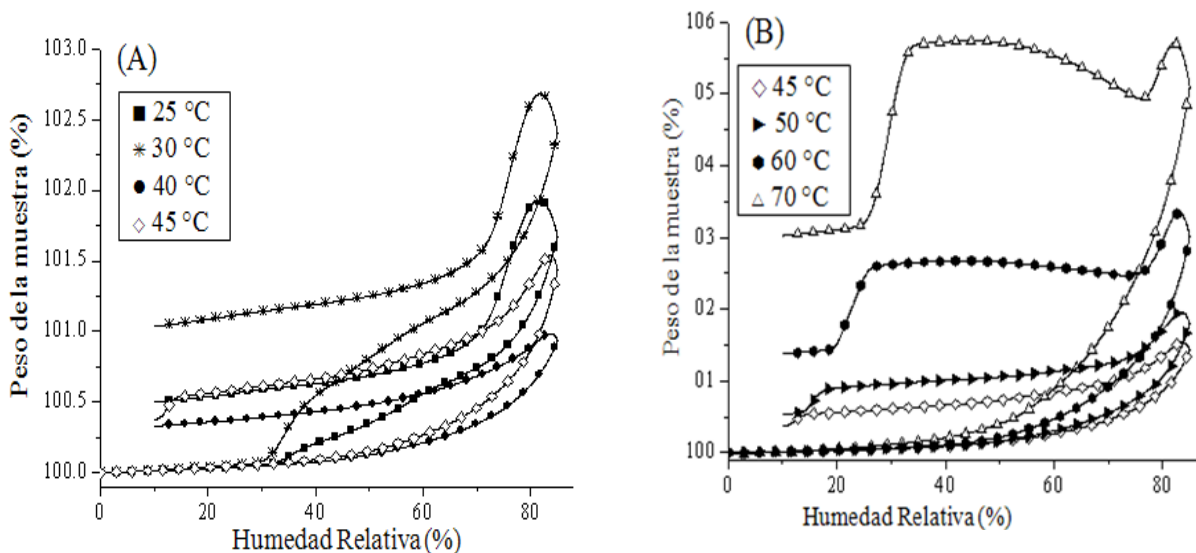 (A)
25 °C
30 °C
40 °C
45 °C
Peso de la muestra (%)
103.0
102.5
102.0
101.5
101.0
100.5
100.0
0 20 40 60 80
Humedad Relativa (%)
(B)
45 °C
50 °C
60 °C
70 °C
Peso de la muestra (%)
106
05
04
03
02
01
100
0 20 40 60 80
Humedad Relativa (%)